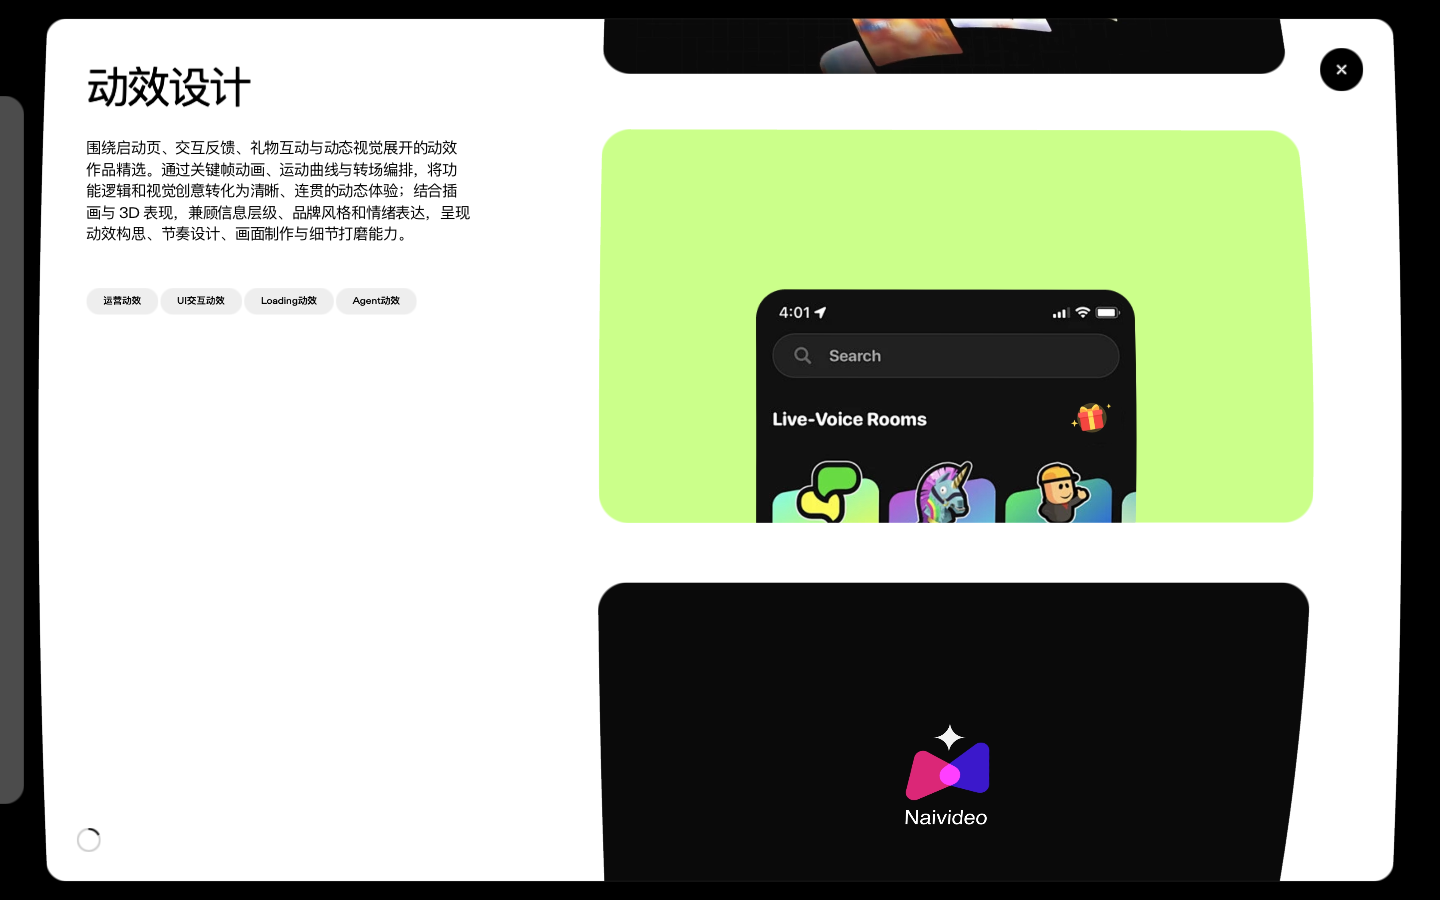 动效设计
围绕启动页、交互反馈、礼物互动与动态视觉展开的动效
作品精选。通过关键帧动画、运动曲线与转场编排，将功
能逻辑和视觉创意转化为清晰、连贯的动态体验；结合插
画与 3D 表现，兼顾信息层级、品牌风格和情绪表达，呈现
动效构思、节奏设计、画面制作与细节打磨能力。
运营动效
UI交互动效
Loading动效
Agent动效
4:01
Search
Live-Voice Rooms
Naivideo